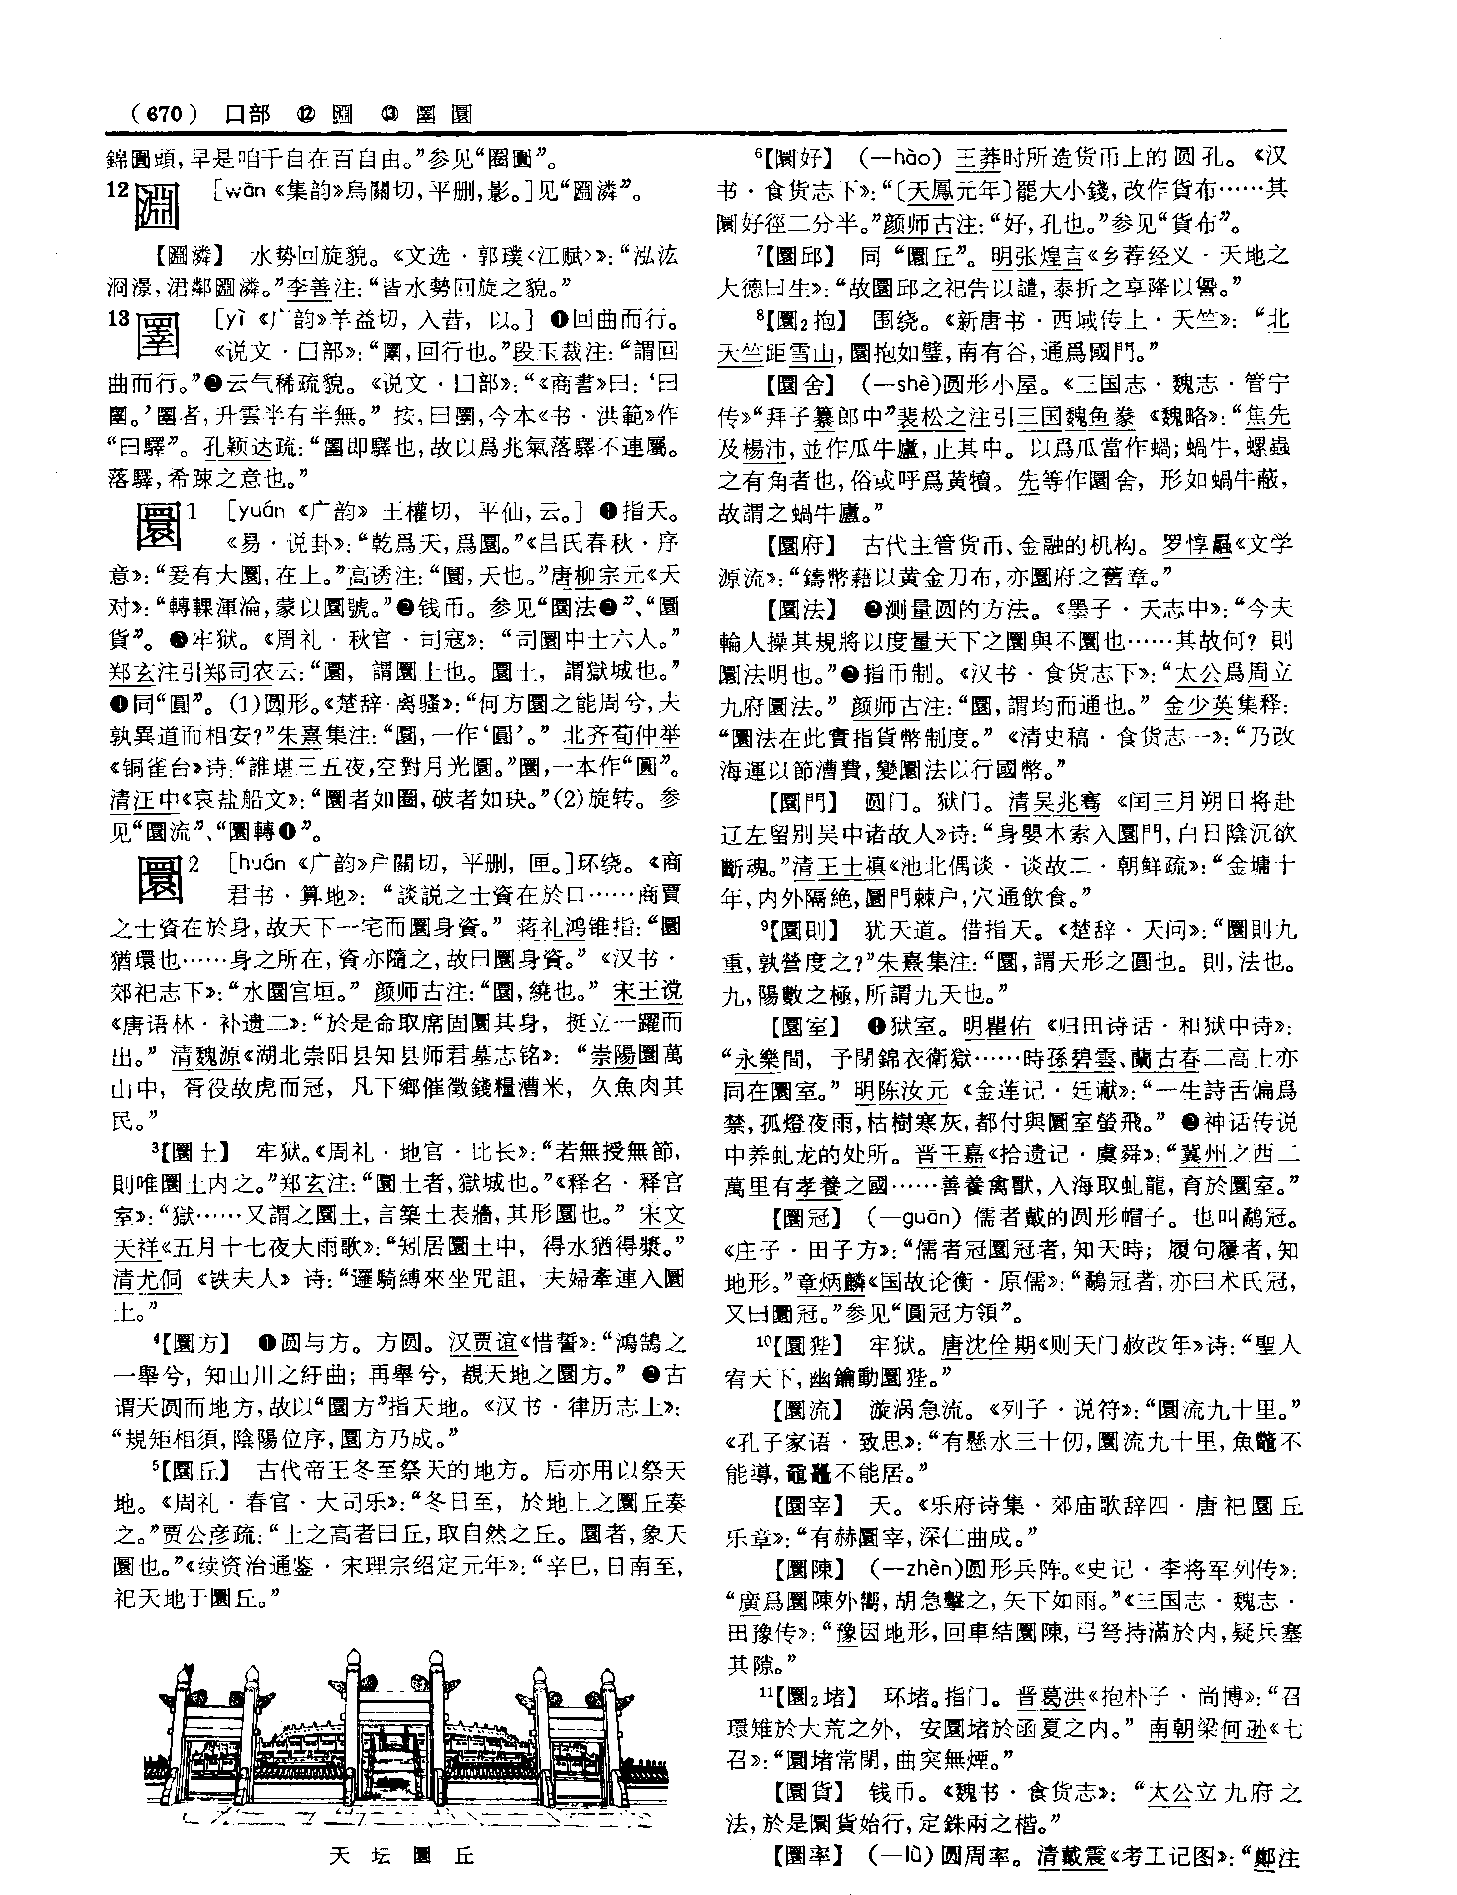 （670） 口部 ⑫ 𡈫 ⑬ 圛 圜
錦圚頭，早是咱千自在百自由。”参见“圈圚”。
12 𡈫 ［wān《集韵》烏關切，平删，影。］见“𡈫潾”。
【𡈫潾】 水勢回旋貌。《文选·郭璞〈江赋〉》：“泓汯
浻澋，涒鄰𡈫潾。”李善注：“皆水勢回旋之貌。”
13 圛 ［yì《广韵》羊益切，入昔，以。］❶回曲而行。
《说文·囗部》：“圛，回行也。”段玉裁注：“謂回
曲而行。”❷云气稀疏貌。《说文·囗部》：“《商書》曰：‘曰
圛。’圛者，升雲半有半無。”按，曰圛，今本《书·洪範》作
“曰驛”。孔颖达疏：“圛即驛也，故以爲兆氣落驛不連屬。
落驛，希疎之意也。”
圜1 ［yuán《广韵》王權切，平仙，云。］❶指天。
《易·说卦》：“乾爲天，爲圜。”《吕氏春秋·序
意》：“爰有大圜，在上。”高诱注：“圜，天也。”唐柳宗元《天
对》：“轉輠渾淪，蒙以圜號。”❷钱币。参见“圜法❷”、“圜
貨”。❸牢狱。《周礼·秋官·司寇》：“司圜中士六人。”
郑玄注引郑司农云：“圜，謂圜土也。圜土，謂獄城也。”
❹同“圓”。(1)圆形。《楚辞·离骚》：“何方圜之能周兮，夫
孰異道而相安？”朱熹集注：“圜，一作‘圓’。”北齐荀仲举
《铜雀台》诗：“誰堪三五夜，空對月光圜。”圜，一本作“圓”。
清汪中《哀盐船文》：“圜者如圈，破者如玦。”(2)旋转。参
见“圜流”、“圜轉❶”。
圜2 ［huán《广韵》户關切，平删，匣。］环绕。《商
君书·算地》：“談説之士資在於口……商賈
之士資在於身，故天下一宅而圜身資。”蒋礼鸿锥指：“圜
猶環也……身之所在，資亦隨之，故曰圜身資。”《汉书·
郊祀志下》：“水圜宫垣。”颜师古注：“圜，繞也。”宋王谠
《唐语林·补遗二》：“於是命取席固圜其身，挺立一躍而
出。”清魏源《湖北崇阳县知县师君墓志铭》：“崇陽圜萬
山中，胥役故虎而冠，凡下鄉催徵錢糧漕米，久魚肉其
民。”
³【圜土】 牢狱。《周礼·地官·比长》：“若無授無節，
則唯圜土内之。”郑玄注：“圜土者，獄城也。”《释名·释宫
室》：“獄……又謂之圜土，言築土表牆，其形圜也。”宋文
天祥《五月十七夜大雨歌》：“矧居圜土中，得水猶得漿。”
清尤侗《铁夫人》诗：“邏騎縛來坐咒詛，夫婦牽連入圜
土。”
⁴【圜方】 ❶圆与方。方圆。汉贾谊《惜誓》：“鴻鵠之
一舉兮，知山川之紆曲；再舉兮，覩天地之圜方。”❷古
谓天圆而地方，故以“圜方”指天地。《汉书·律历志上》：
“規矩相須，陰陽位序，圜方乃成。”
⁵【圜丘】 古代帝王冬至祭天的地方。后亦用以祭天
地。《周礼·春官·大司乐》：“冬日至，於地上之圜丘奏
之。”贾公彦疏：“土之高者曰丘，取自然之丘。圜者，象天
圜也。”《续资治通鉴·宋理宗绍定元年》：“辛巳，日南至，
祀天地于圜丘。”
天坛圜丘
⁶【圜好】 （—hào）王莽时所造货币上的圆孔。《汉
书·食货志下》：“〔天鳳元年〕罷大小錢，改作貨布……其
圜好徑二分半。”颜师古注：“好，孔也。”参见“貨布”。
⁷【圜邱】 同“圜丘”。明张煌言《乡荐经义·天地之
大德曰生》：“故圜邱之祀告以譴，泰折之享降以嚳。”
⁸【圜₂抱】 围绕。《新唐书·西域传上·天竺》：“北
天竺距雪山，圜抱如璧，南有谷，通爲國門。”
【圜舍】 （—shè）圆形小屋。《三国志·魏志·管宁
传》“拜子纂郎中”裴松之注引三国魏鱼豢《魏略》：“焦先
及楊沛，並作瓜牛廬，止其中。以爲瓜當作蝸；蝸牛，螺蟲
之有角者也，俗或呼爲黄犢。先等作圜舍，形如蝸牛蔽，
故謂之蝸牛廬。”
【圜府】 古代主管货币、金融的机构。罗惇曧《文学
源流》：“鑄幣藉以黄金刀布，亦圜府之舊章。”
【圜法】 ❶测量圆的方法。《墨子·天志中》：“今夫
輪人操其規將以度量天下之圜與不圜也……其故何？則
圜法明也。”❷指币制。《汉书·食货志下》：“太公爲周立
九府圜法。”颜师古注：“圜，謂均而通也。”金少英集释：
“圜法在此實指貨幣制度。”《清史稿·食货志一》：“乃改
海運以節漕費，變圜法以行國幣。”
【圜門】 圆门。狱门。清吴兆骞《闰三月朔日将赴
辽左留别吴中诸故人》诗：“身嬰木索入圜門，白日陰沉欲
斷魂。”清王士禛《池北偶谈·谈故二·朝鲜疏》：“金墉十
年，内外隔絶，圜門棘户，穴通飲食。”
⁹【圜則】 犹天道。借指天。《楚辞·天问》：“圜則九
重，孰營度之？”朱熹集注：“圜，謂天形之圓也。則，法也。
九，陽數之極，所謂九天也。”
【圜室】 ❶狱室。明瞿佑《归田诗话·和狱中诗》：
“永樂間，予閉錦衣衛獄……時孫碧雲、蘭古春二高士亦
同在圜室。”明陈汝元《金莲记·廷谳》：“一生詩舌偏爲
禁，孤燈夜雨，枯樹寒灰，都付與圜室螢飛。”❷神话传说
中养虬龙的处所。晋王嘉《拾遗记·虞舜》：“冀州之西二
萬里有孝養之國……善養禽獸，入海取虬龍，育於圜室。”
【圜冠】 （—guān）儒者戴的圆形帽子。也叫鹬冠。
《庄子·田子方》：“儒者冠圜冠者，知天時；履句屨者，知
地形。”章炳麟《国故论衡·原儒》：“鷸冠者，亦曰术氏冠，
又曰圜冠。”参见“圓冠方領”。
¹⁰【圜狴】 牢狱。唐沈佺期《则天门赦改年》诗：“聖人
宥天下，幽鑰動圜狴。”
【圜流】 漩涡急流。《列子·说符》：“圜流九十里。”
《孔子家语·致思》：“有懸水三十仞，圜流九十里，魚鼈不
能導，黿鼉不能居。”
【圜宰】 天。《乐府诗集·郊庙歌辞四·唐祀圜丘
乐章》：“有赫圜宰，深仁曲成。”
【圜陳】 （—zhèn）圆形兵阵。《史记·李将军列传》：
“廣爲圜陳外嚮，胡急擊之，矢下如雨。”《三国志·魏志·
田豫传》：“豫因地形，回車結圜陳，弓弩持滿於内，疑兵塞
其隙。”
¹¹【圜₂堵】 环堵。指门。晋葛洪《抱朴子·尚博》：“召
環雉於大荒之外，安圜堵於函夏之内。”南朝梁何逊《七
召》：“圜堵常閉，曲突無煙。”
【圜貨】 钱币。《魏书·食货志》：“太公立九府之
法，於是圜貨始行，定銖兩之楷。”
【圜率】 （—lǜ）圆周率。清戴震《考工记图》：“鄭注